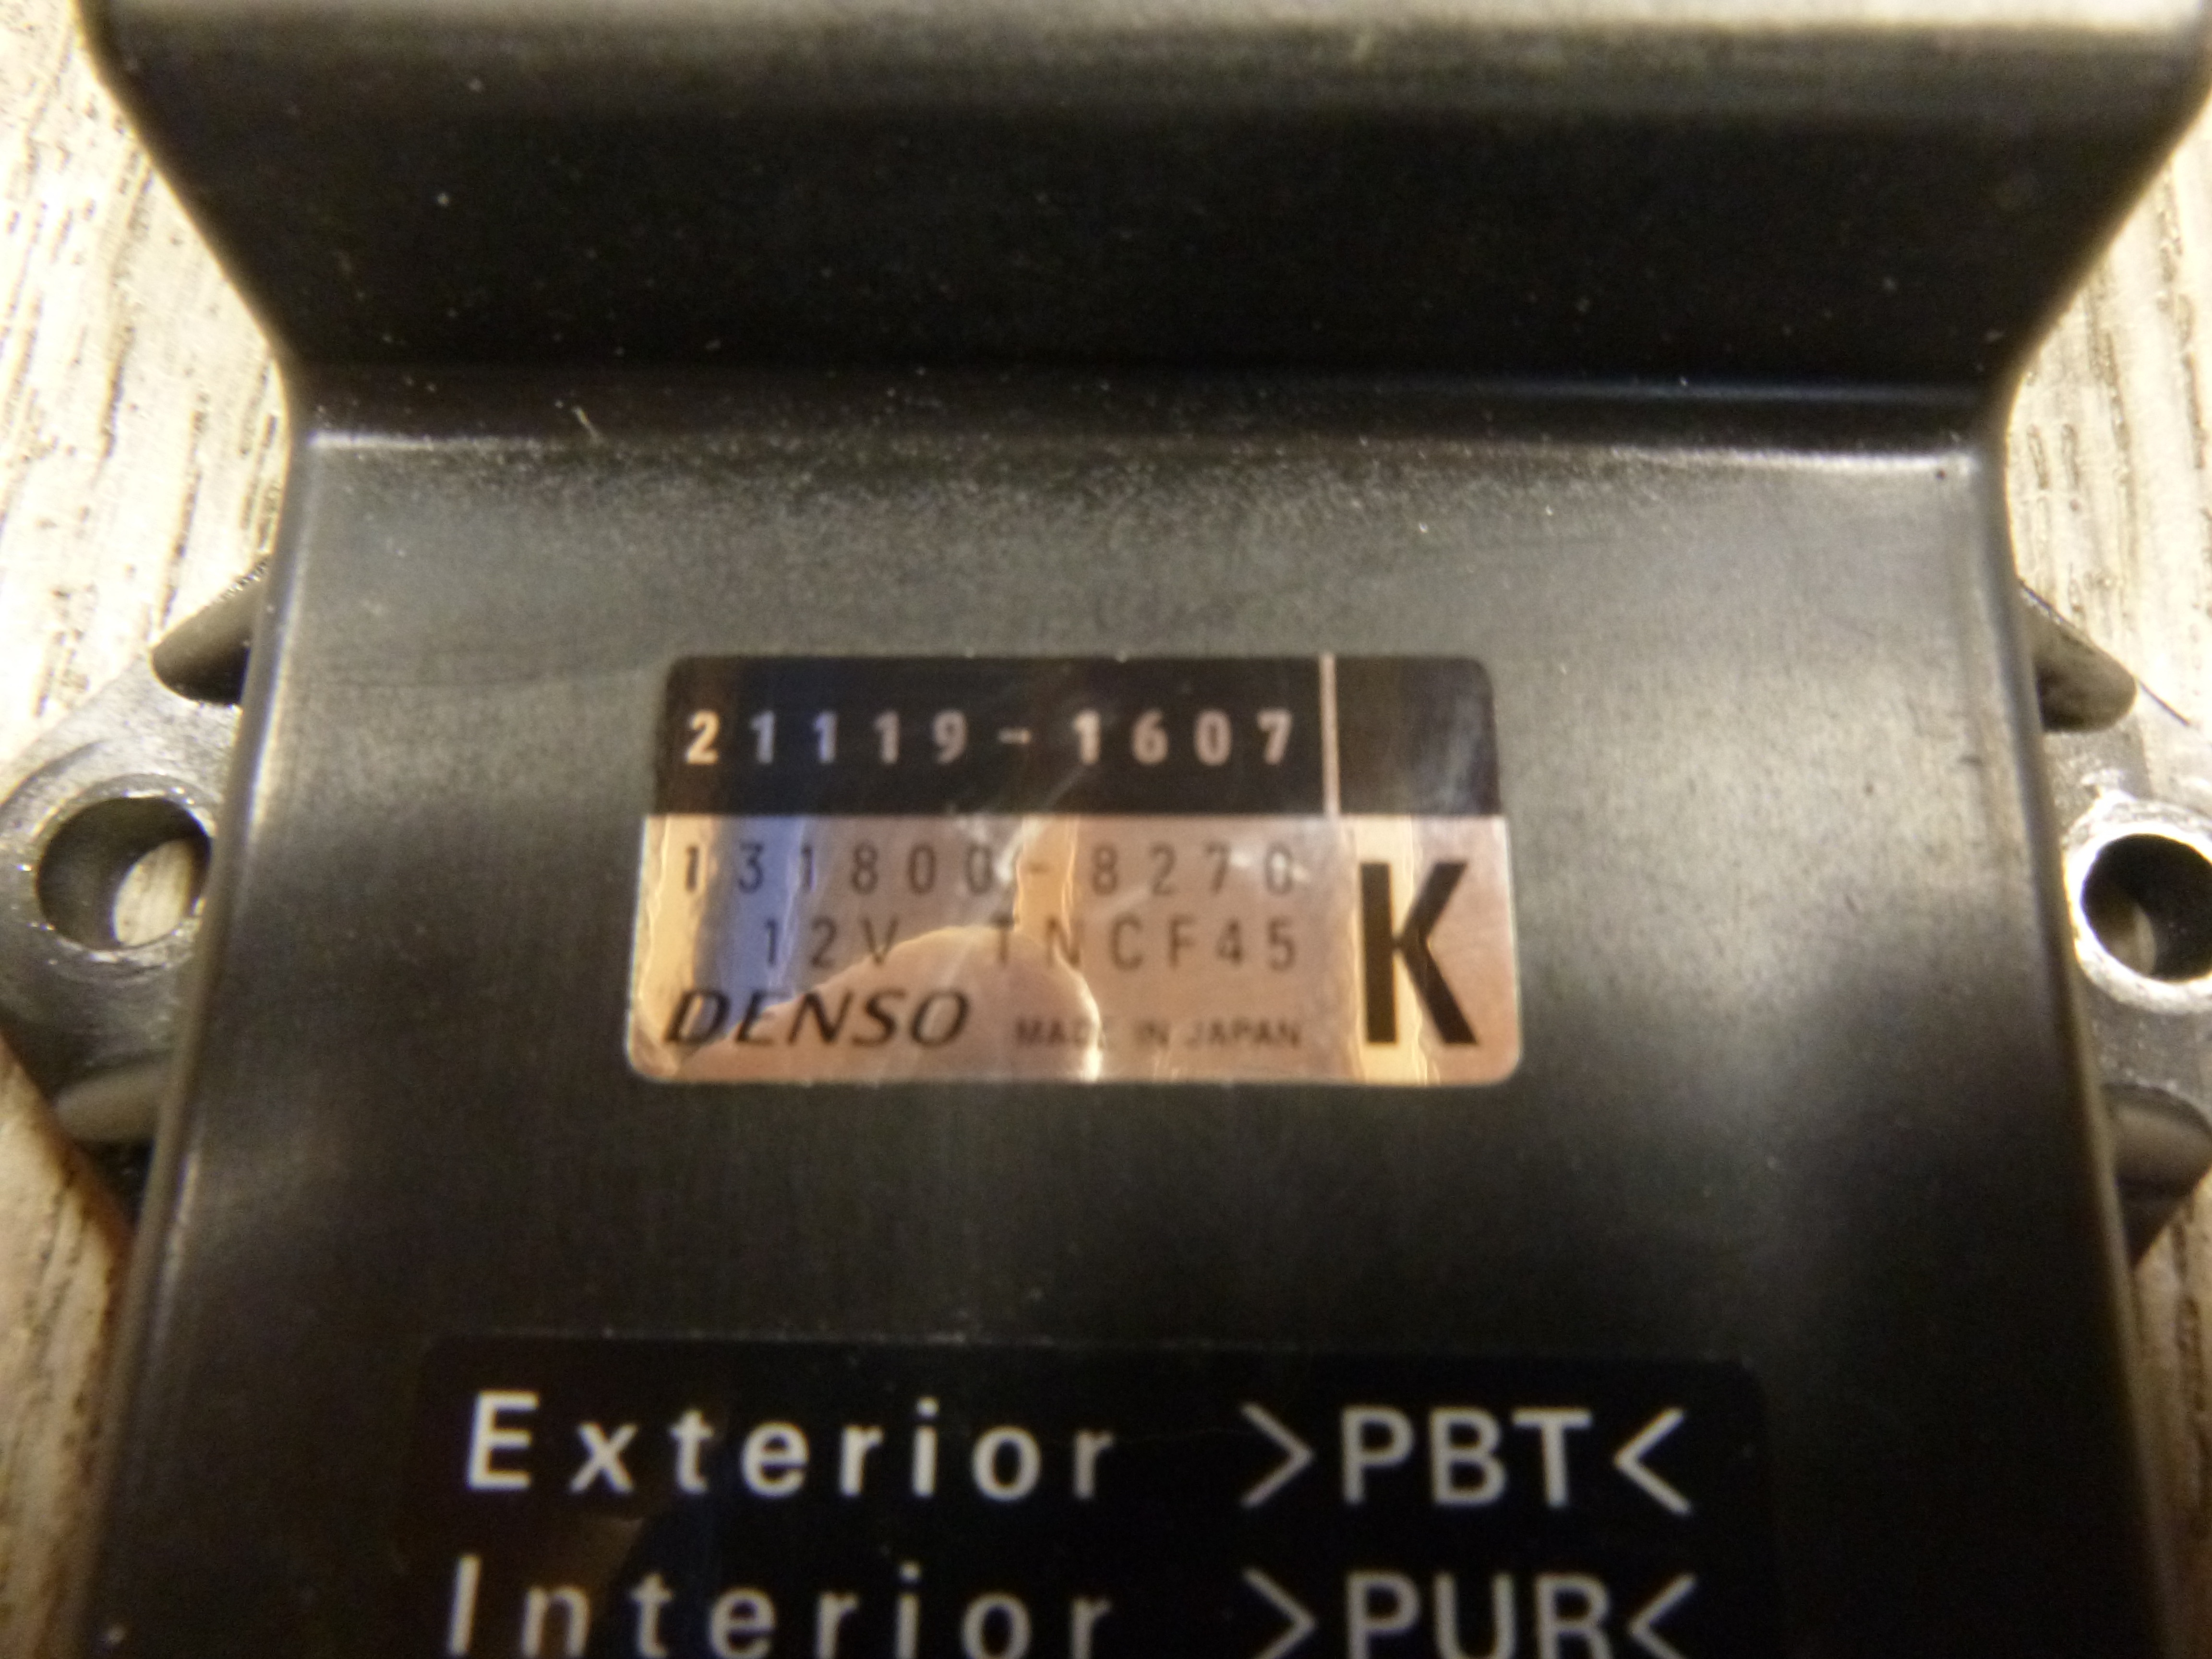 21119-1607
131800-8270
12V TNCF45
DENSO MADE IN JAPAN
K
Exterior >PBT<
Interior >PUR<